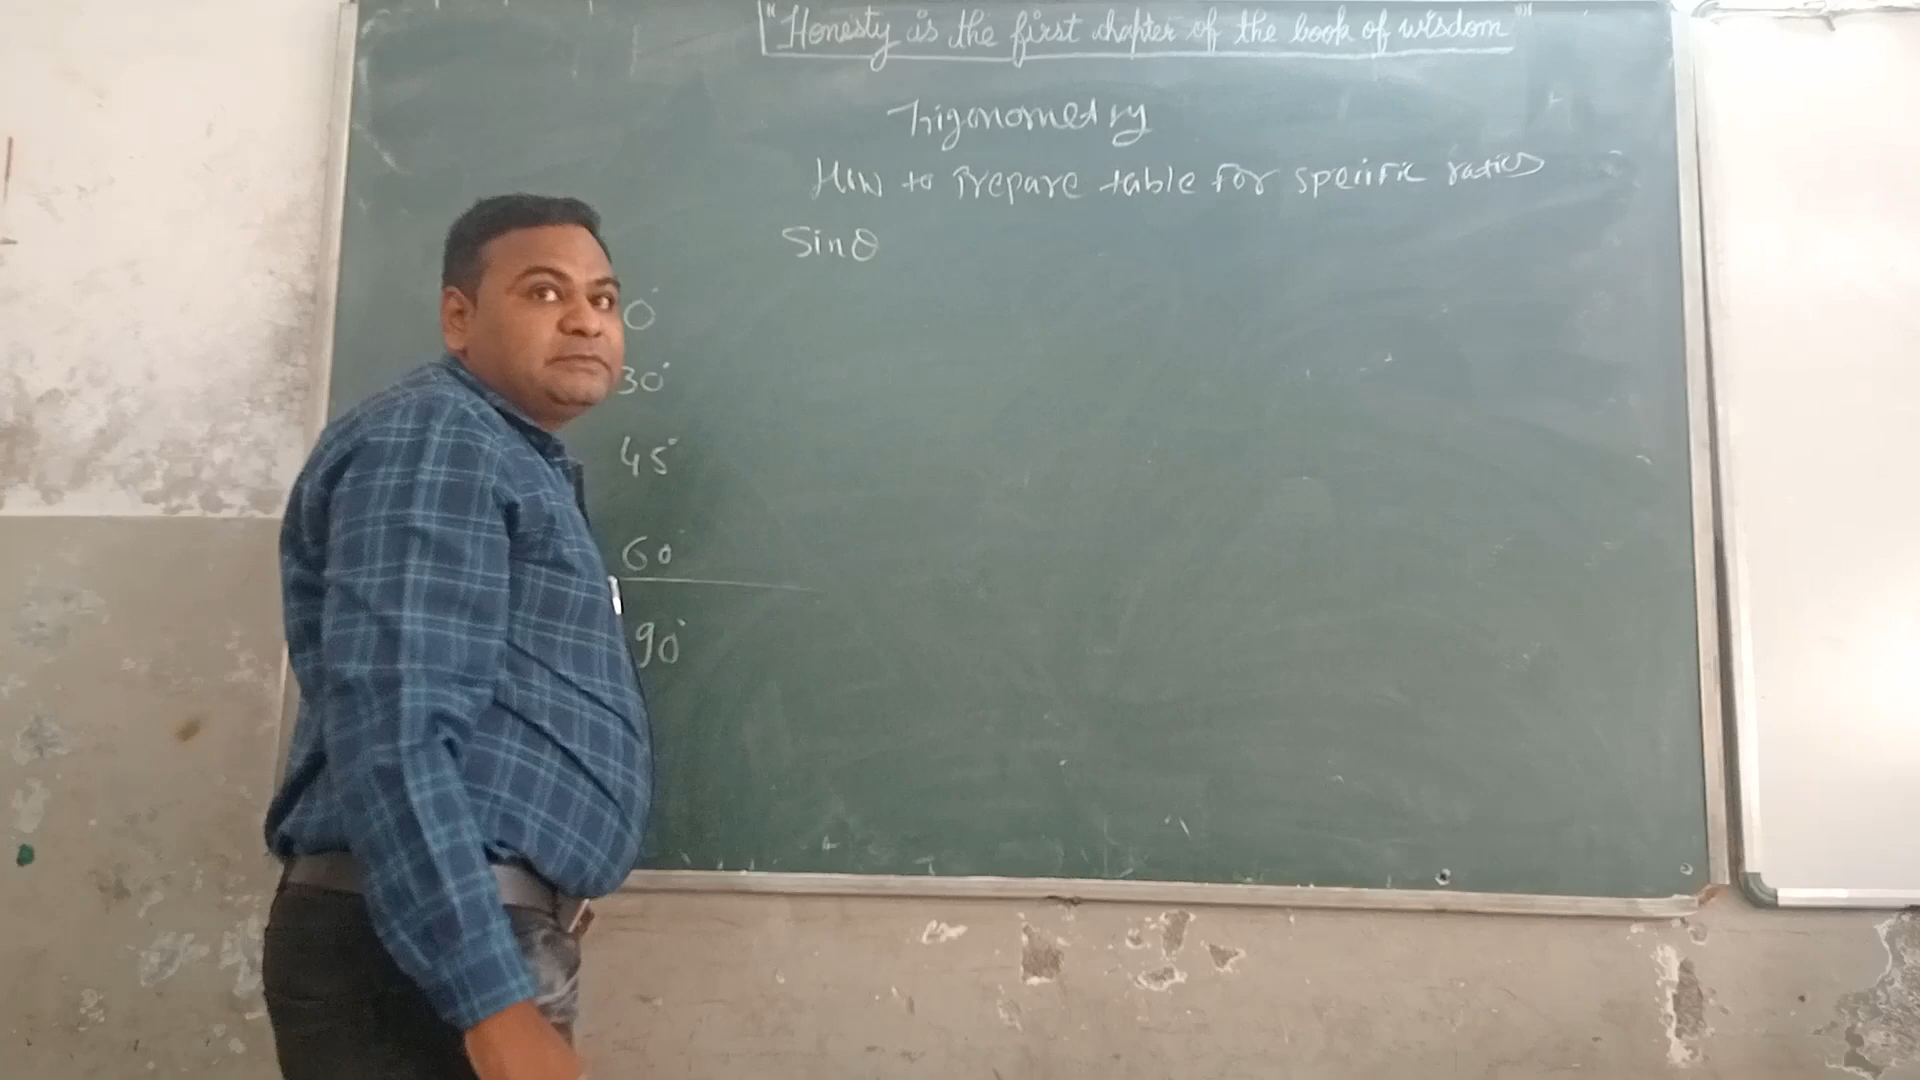 "Honesty is the first chapter of the book of wisdom"
Trigonometry
How to Prepare table for specific ratios
Sinθ
0°
30°
45°
60
90°